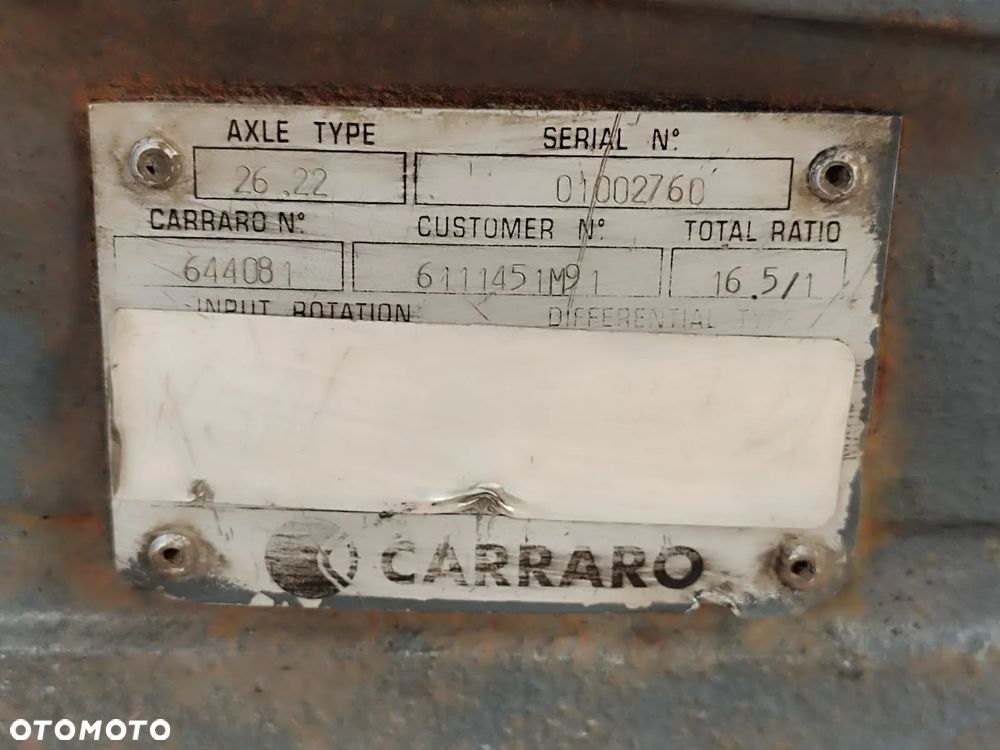 AXLE TYPE SERIAL N°
26.22 01002760
CARRARO N° CUSTOMER N° TOTAL RATIO
644081 6111451M91 16.5/1
INPUT ROTATION DIFFERENTIAL TYPE
CARRARO
OTOMOTO